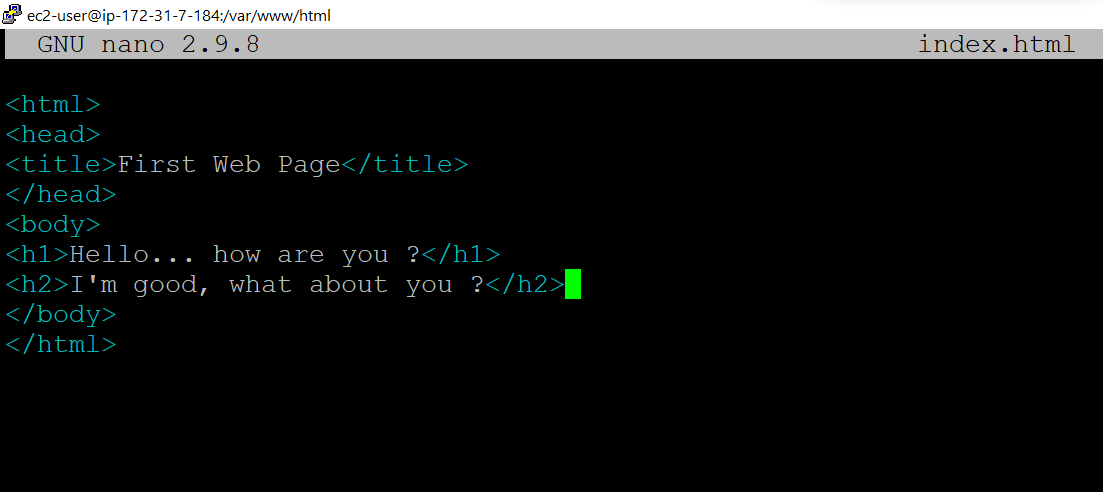 ec2-user@ip-172-31-7-184:/var/www/html
GNU nano 2.9.8 index.html
<html>
<head>
<title>First Web Page</title>
</head>
<body>
<h1>Hello... how are you ?</h1>
<h2>I'm good, what about you ?</h2>
</body>
</html>